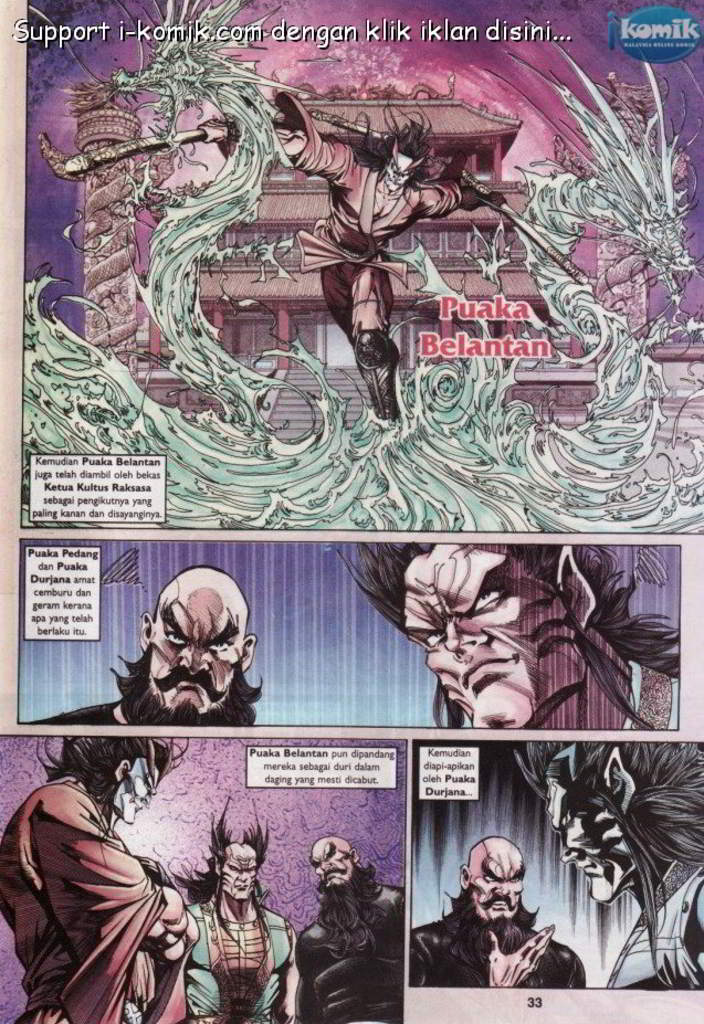 Support i-komik.com dengan klik iklan disini...
ikomik
MALAYSIA ONLINE KOMIK
Puaka
Belantan
Kemudian Puaka Belantan
juga telah diambil oleh bekas
Ketua Kultus Raksasa
sebagai pengikutnya yang
paling kanan dan disayanginya.
Puaka Pedang
dan Puaka
Durjana amat
cemburu dan
geram kerana
apa yang telah
berlaku itu.
Puaka Belantan pun dipandang
mereka sebagai duri dalam
daging yang mesti dicabut.
Kemudian
diapi-apikan
oleh Puaka
Durjana...
33